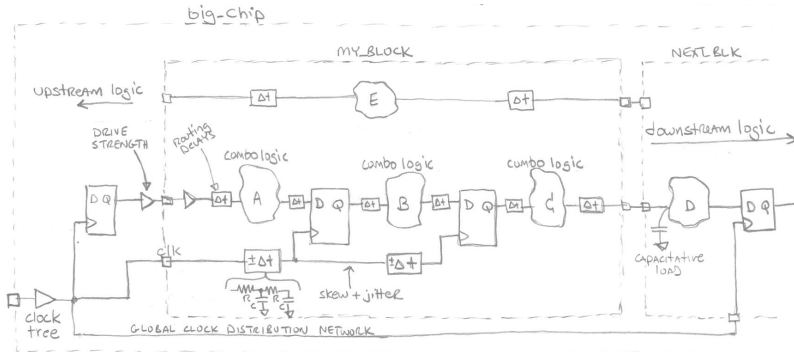 big-chip
MY_BLOCK
NEXT_BLK
upstream logic
Δt
E
Δt
DRIVE
STRENGTH
ROUTING
DELAYS
downstream logic
combo logic
combo logic
combo logic
D Q
Δt
A
Δt
D Q
Δt
B
Δt
D Q
Δt
C
Δt
D
D Q
clk
±Δt
±Δt
CAPACITATIVE
LOAD
R
C
R
C
skew + jitter
clock
tree
GLOBAL CLOCK DISTRIBUTION NETWORK